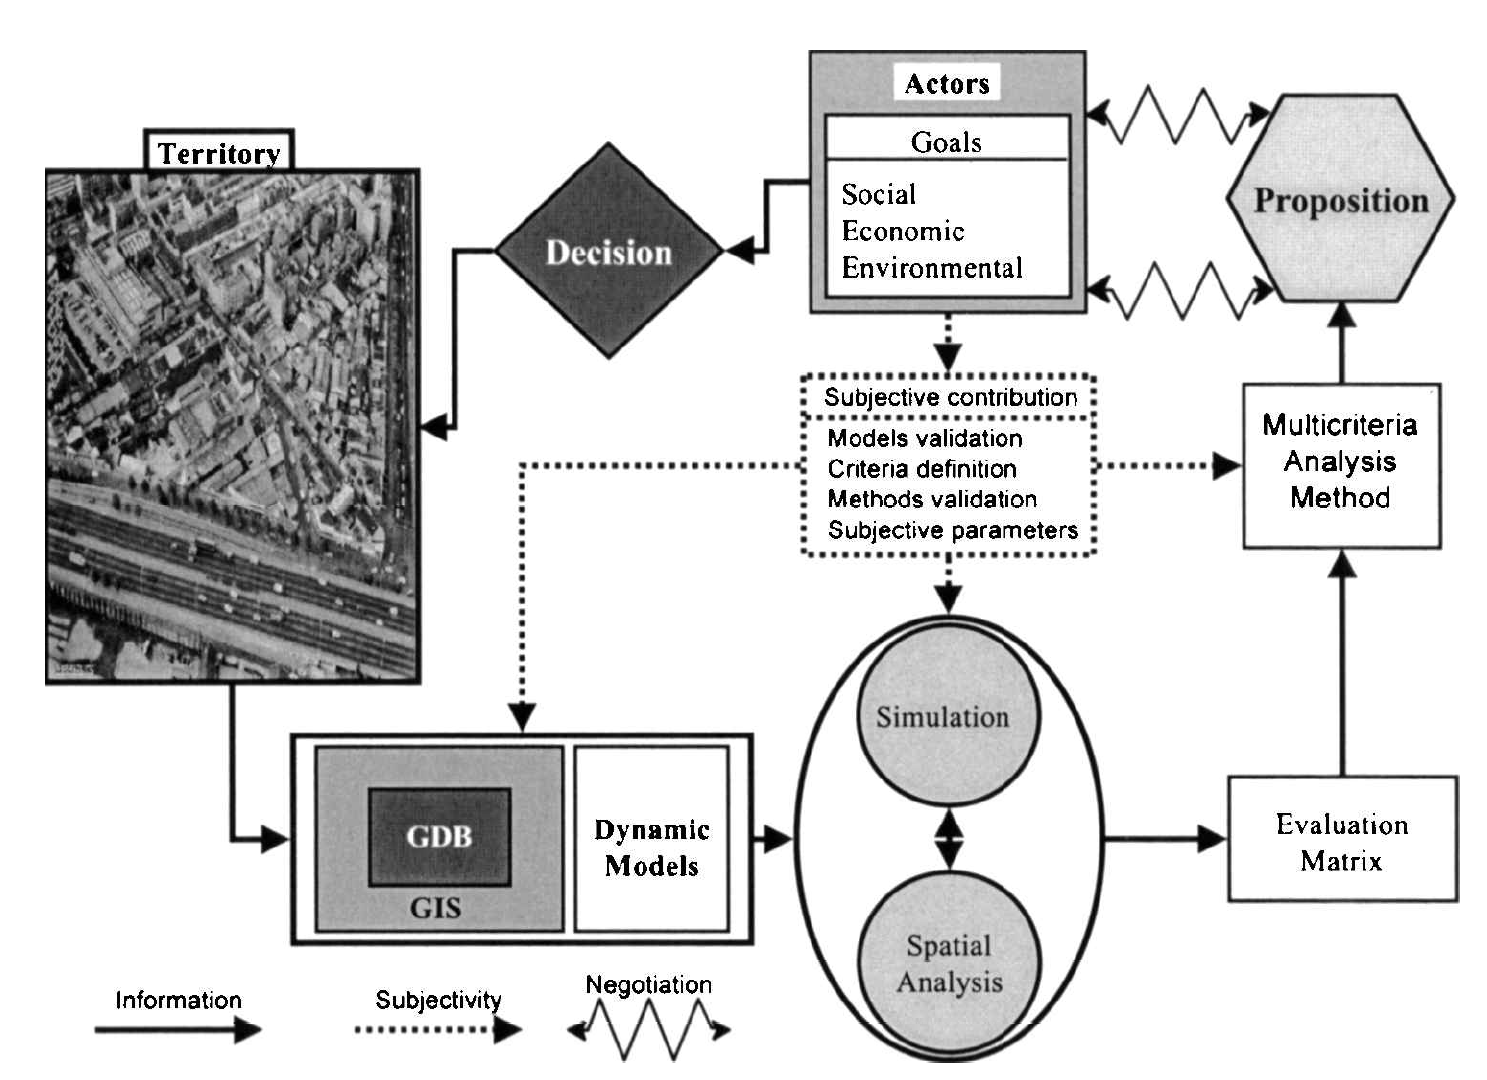 Actors
Goals
Social
Economic
Environmental
Territory
Decision
Proposition
Subjective contribution
Models validation
Criteria definition
Methods validation
Subjective parameters
Multicriteria
Analysis
Method
Simulation
Spatial
Analysis
GDB
GIS
Dynamic
Models
Evaluation
Matrix
Information
Subjectivity
Negotiation